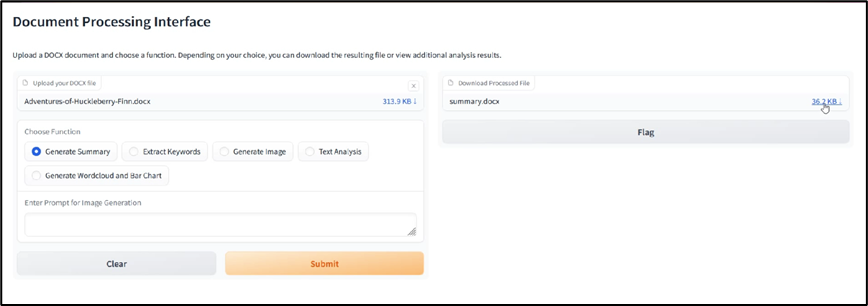 Document Processing Interface
Upload a DOCX document and choose a function. Depending on your choice, you can download the resulting file or view additional analysis results.
Upload your DOCX file
Adventures-of-Huckleberry-Finn.docx 313.9 KB ↓
Choose Function
Generate Summary Extract Keywords Generate Image Text Analysis
Generate Wordcloud and Bar Chart
Enter Prompt for Image Generation
Clear Submit
Download Processed File
summary.docx 36.2 KB ↓
Flag